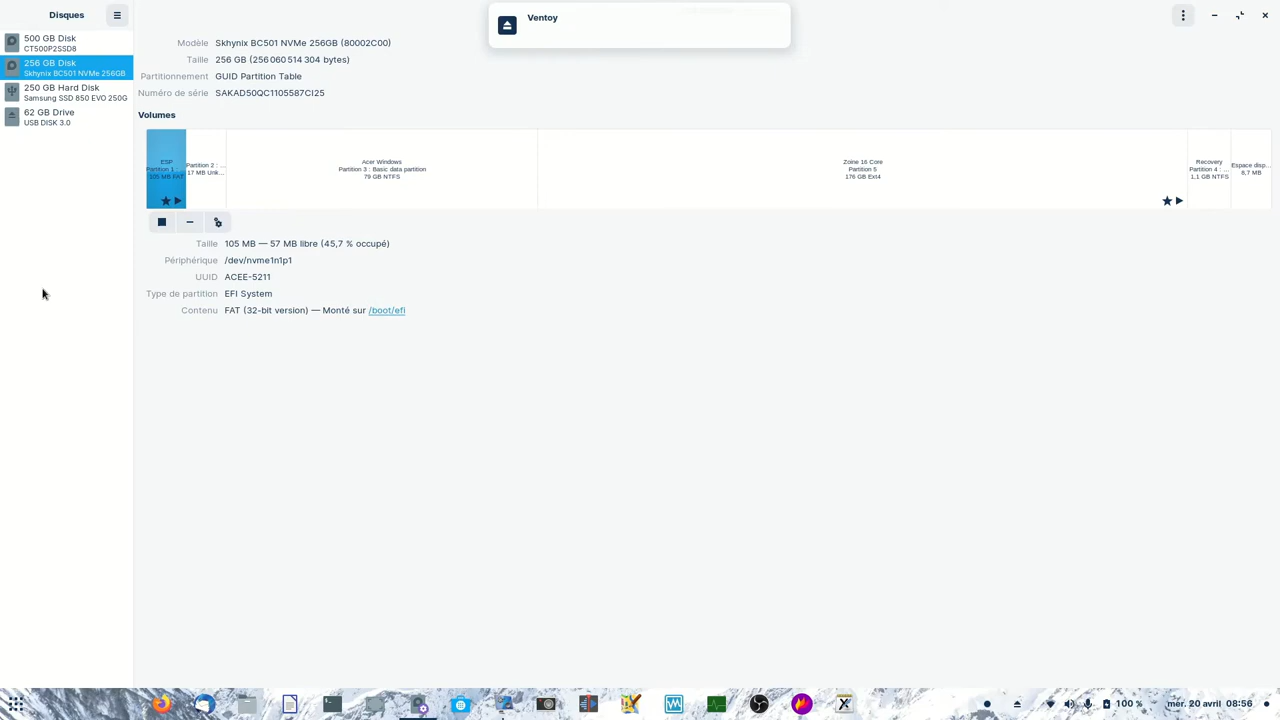 Disques
500 GB Disk
CT500P2SSD8
256 GB Disk
Skhynix BC501 NVMe 256GB
250 GB Hard Disk
Samsung SSD 850 EVO 250G
62 GB Drive
USB DISK 3.0
Ventoy
Modèle Skhynix BC501 NVMe 256GB (80002C00)
Taille 256 GB (256 060 514 304 bytes)
Partitionnement GUID Partition Table
Numéro de série SAKAD50QC1105587CI25
Volumes
ESP
Partition 1 : …
105 MB FAT
Partition 2 : …
17 MB Unk…
Acer Windows
Partition 3 : Basic data partition
79 GB NTFS
Zoine 16 Core
Partition 5
176 GB Ext4
Recovery
Partition 4 : …
1,1 GB NTFS
Espace disp…
8,7 MB
Taille 105 MB — 57 MB libre (45,7 % occupé)
Périphérique /dev/nvme1n1p1
UUID ACEE-5211
Type de partition EFI System
Contenu FAT (32-bit version) — Monté sur /boot/efi
100 %
mer. 20 avril 08:56